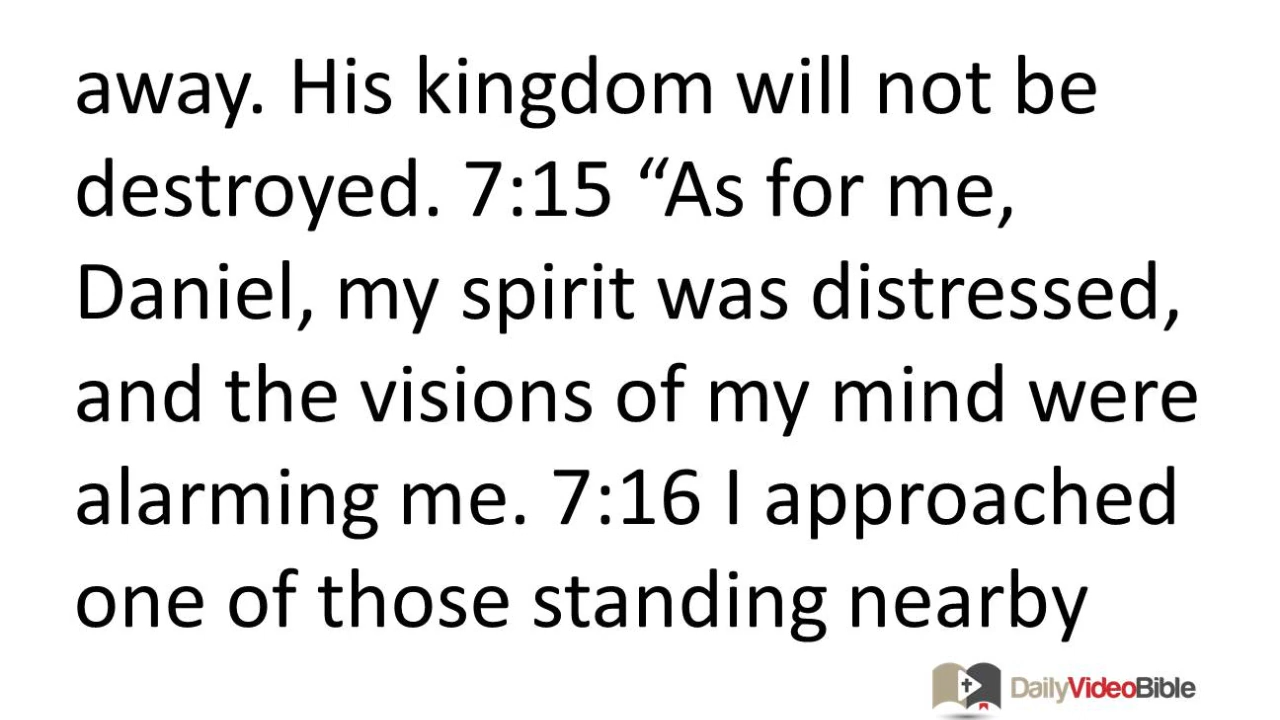 away. His kingdom will not be
destroyed. 7:15 “As for me,
Daniel, my spirit was distressed,
and the visions of my mind were
alarming me. 7:16 I approached
one of those standing nearby
DailyVideoBible